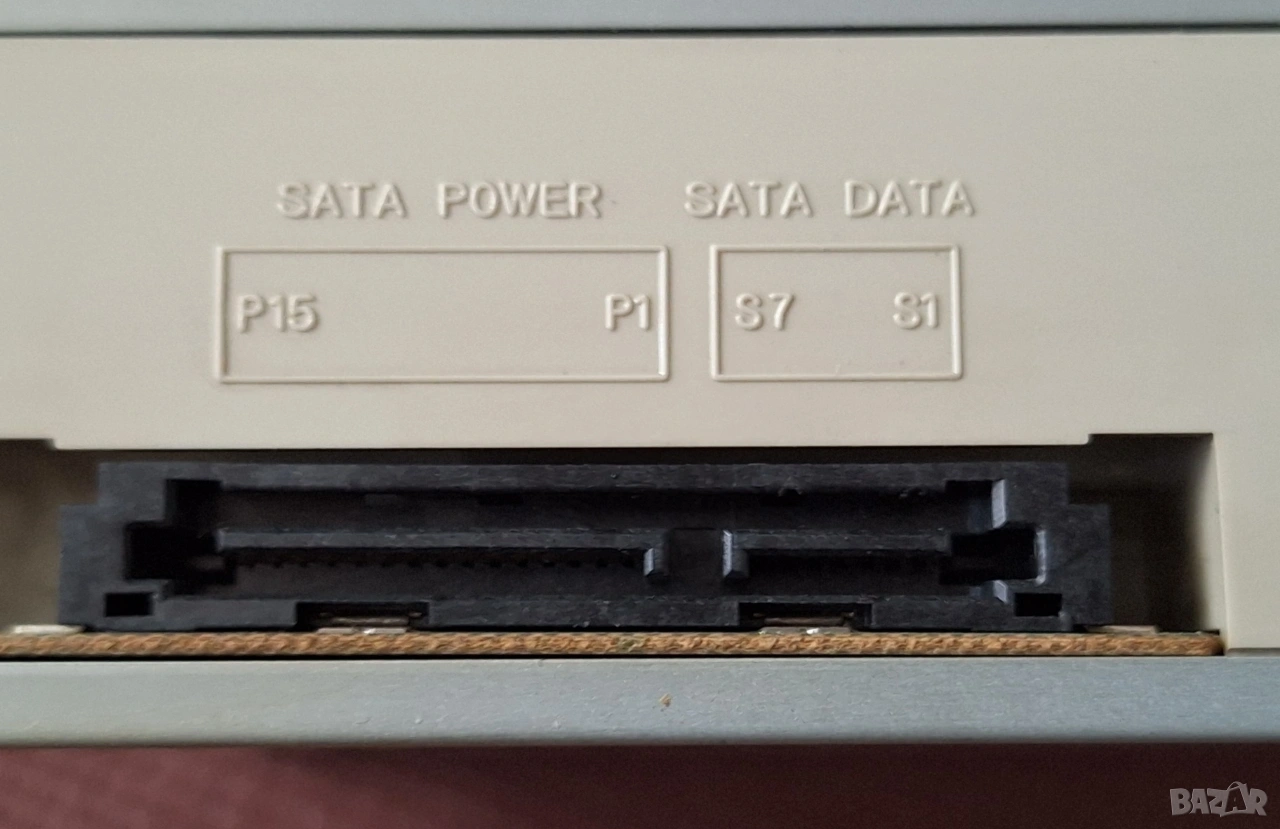 SATA POWER SATA DATA
P15 P1 S7 S1
BAZAR